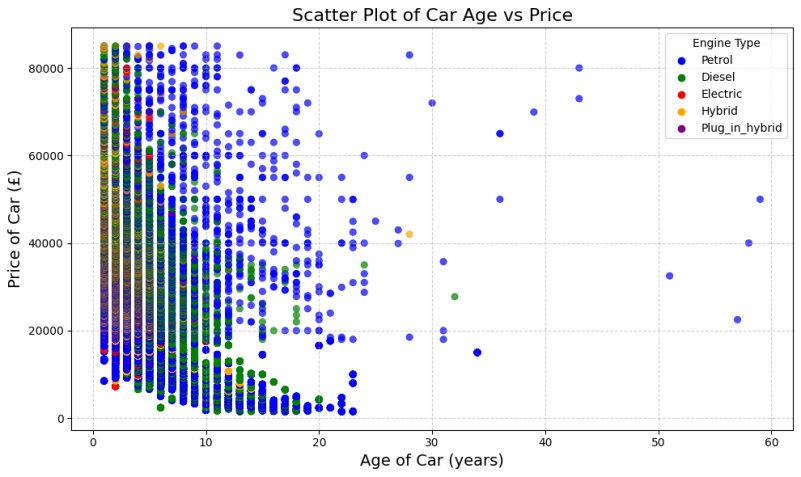 Scatter Plot of Car Age vs Price
Engine Type
Petrol
Diesel
Electric
Hybrid
Plug_in_hybrid
Price of Car (£)
80000
60000
40000
20000
0
0 10 20 30 40 50 60
Age of Car (years)